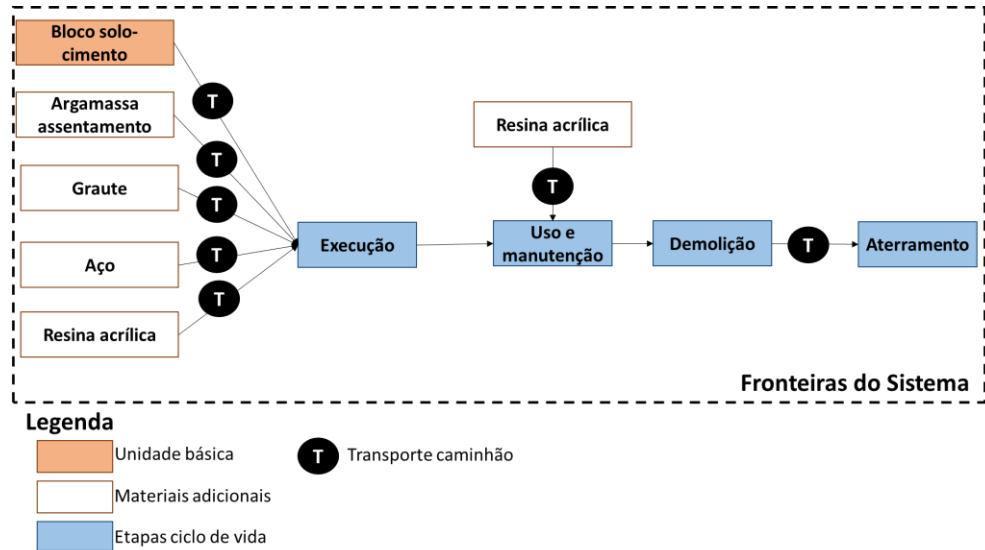 Bloco solo-
cimento
T
Argamassa
assentamento
T
Graute
T
Aço
T
Resina acrílica
T
Execução
Resina acrílica
T
Uso e
manutenção
Demolição
T
Aterramento
Fronteiras do Sistema
Legenda
Unidade básica
T Transporte caminhão
Materiais adicionais
Etapas ciclo de vida